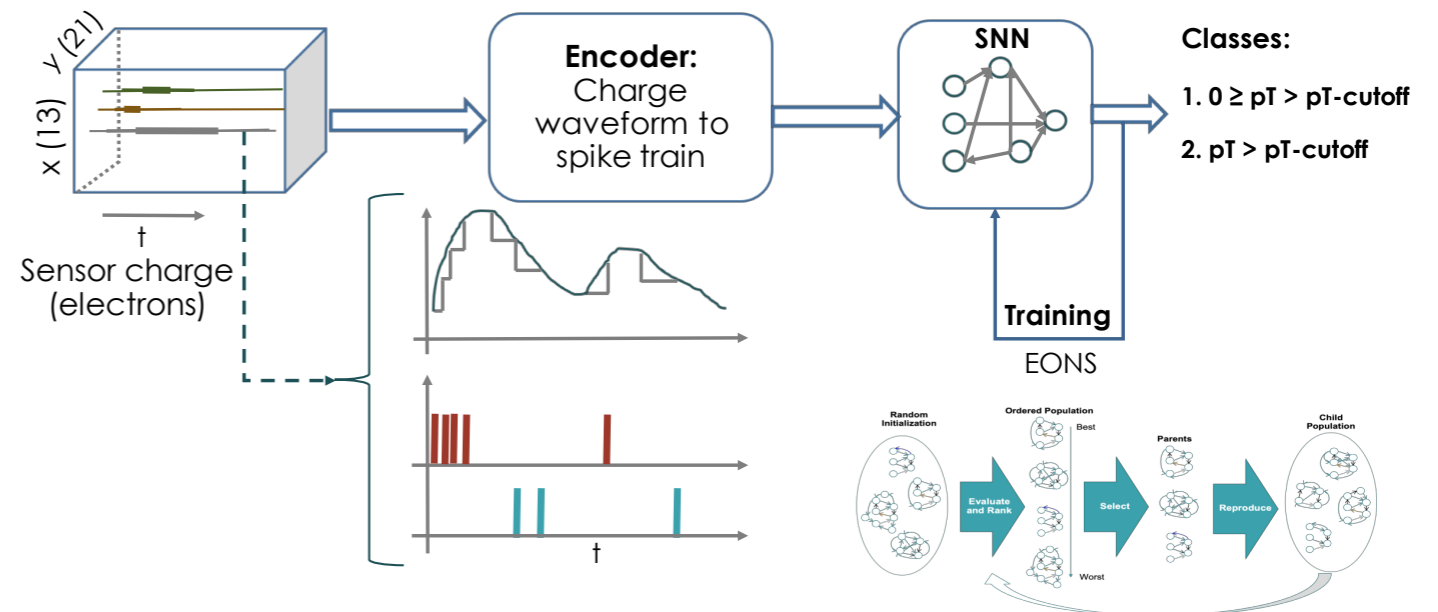 y (21)
x (13)
t
Sensor charge
(electrons)
Encoder:
Charge
waveform to
spike train
SNN
Classes:
1. 0 ≥ pT > pT-cutoff
2. pT > pT-cutoff
Training
EONS
t
Random
Initialization
Evaluate
and Rank
Ordered Population
Best
Worst
Select
Parents
Reproduce
Child
Population